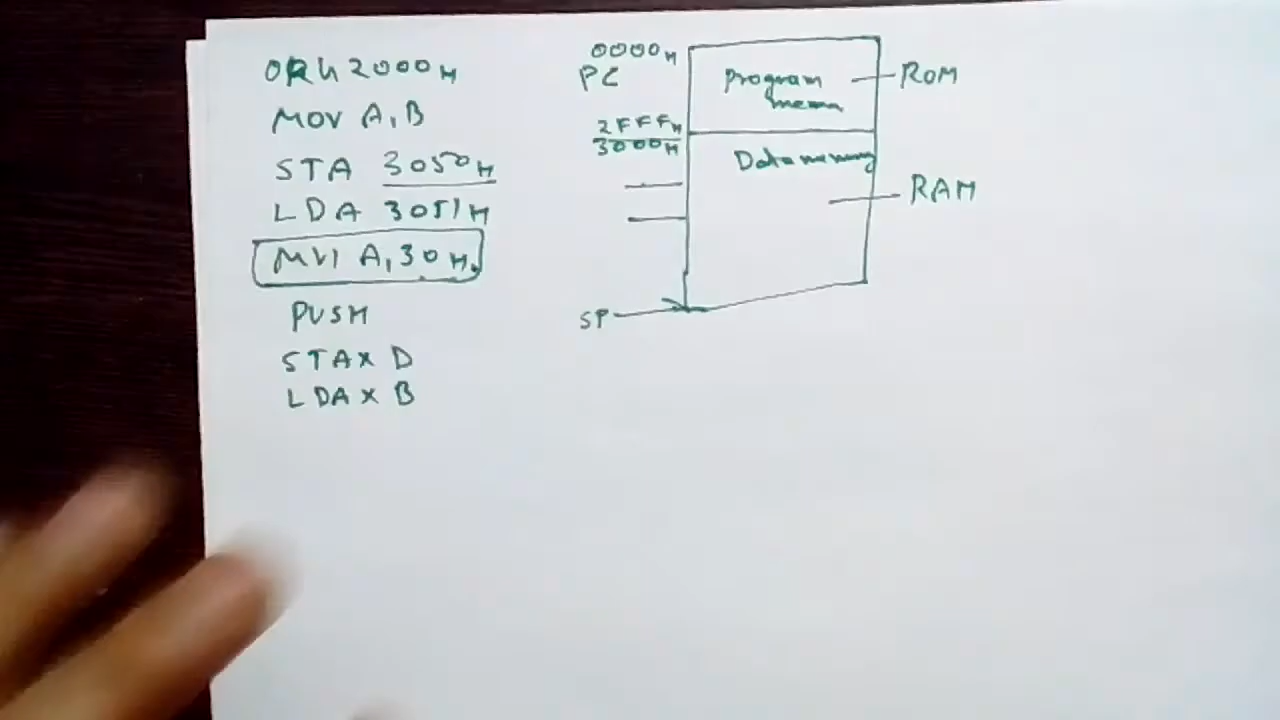 ORG 2000H
MOV A,B
STA 3050H
LDA 3051H
MVI A,30H.
PUSH
STAX D
LDAX B
0000H
PC
2FFFH
3000H
SP
Program
Data memory
ROM
RAM